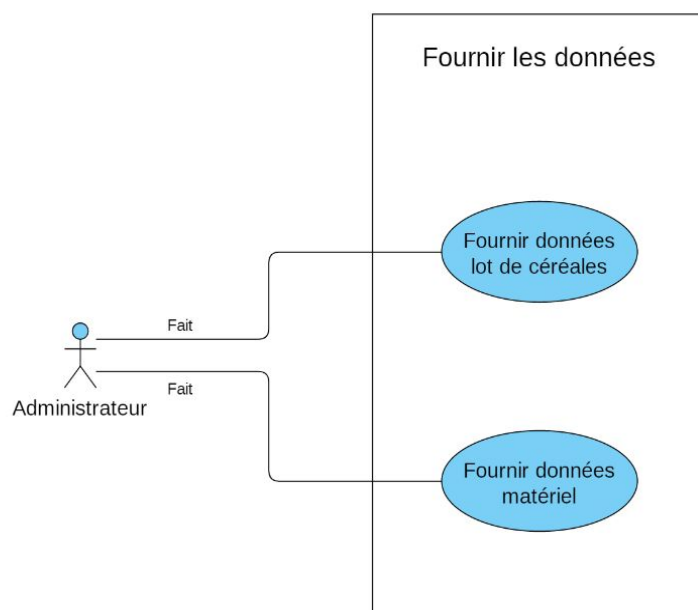 Fournir les données
Fournir données
lot de céréales
Fait
Fait
Administrateur
Fournir données
matériel